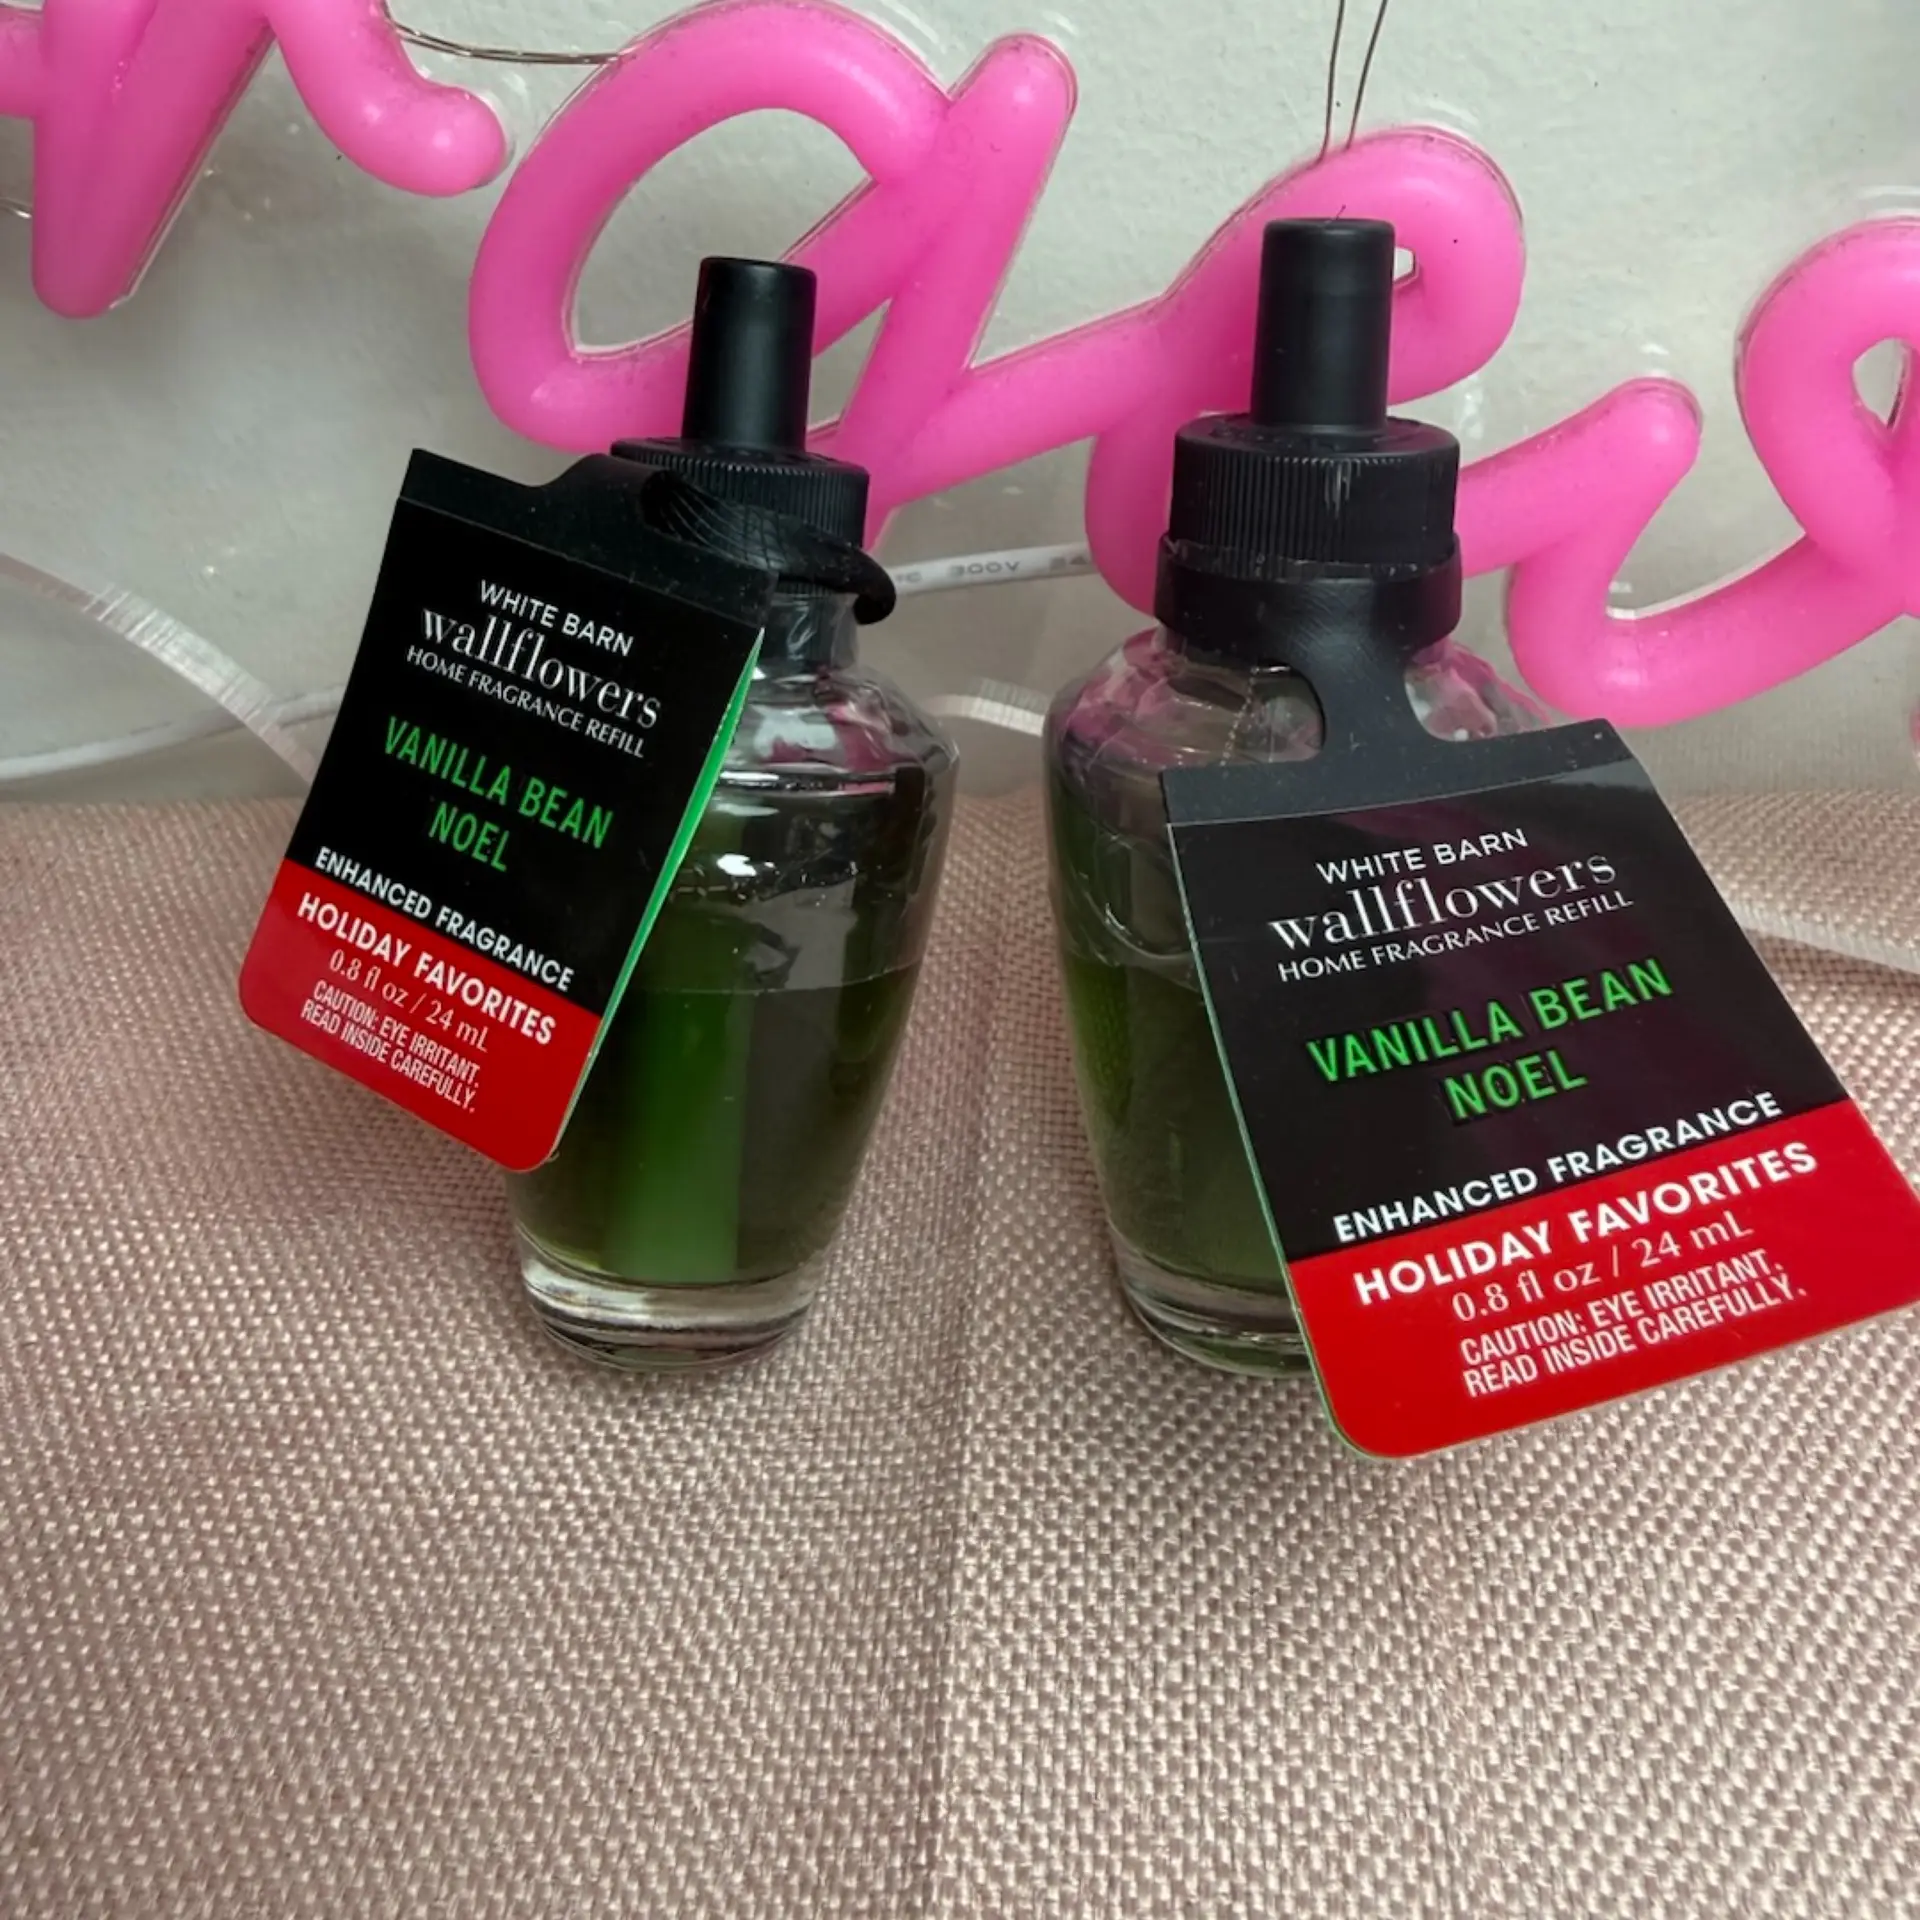 WHITE BARN
wallflowers
HOME FRAGRANCE REFILL
VANILLA BEAN
NOEL
ENHANCED FRAGRANCE
HOLIDAY FAVORITES
0.8 fl oz / 24 mL
CAUTION: EYE IRRITANT.
READ INSIDE CAREFULLY.
300V
WHITE BARN
wallflowers
HOME FRAGRANCE REFILL
VANILLA BEAN
NOEL
ENHANCED FRAGRANCE
HOLIDAY FAVORITES
0.8 fl oz / 24 mL
CAUTION: EYE IRRITANT.
READ INSIDE CAREFULLY.